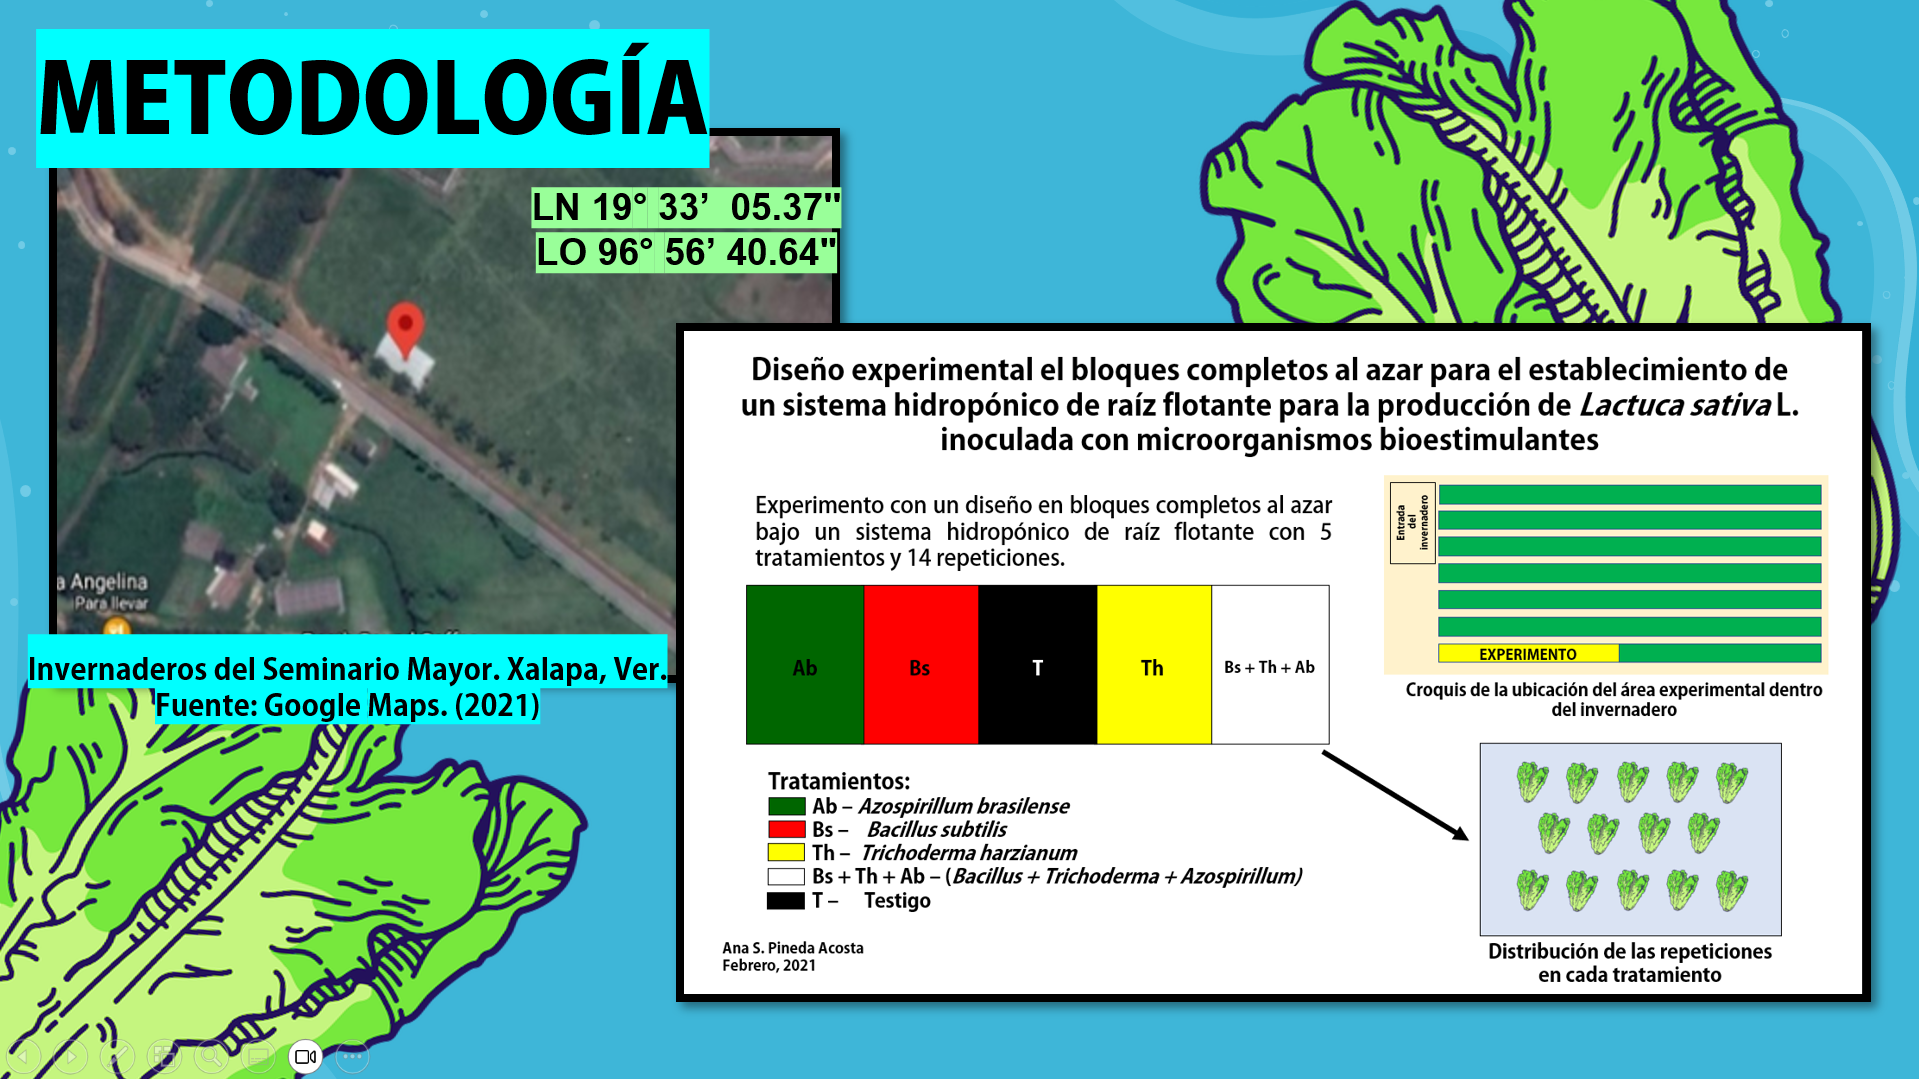 METODOLOGÍA
LN 19° 33’  05.37"
LO 96° 56’ 40.64"
a Angelina
Para llevar
Invernaderos del Seminario Mayor. Xalapa, Ver.
Fuente: Google Maps. (2021)
Diseño experimental el bloques completos al azar para el establecimiento de
un sistema hidropónico de raíz flotante para la producción de Lactuca sativa L.
inoculada con microorganismos bioestimulantes
Experimento con un diseño en bloques completos al azar
bajo un sistema hidropónico de raíz flotante con 5
tratamientos y 14 repeticiones.
Ab
Bs
T
Th
Bs + Th + Ab
Tratamientos:
Ab – Azospirillum brasilense
Bs – Bacillus subtilis
Th – Trichoderma harzianum
Bs + Th + Ab – (Bacillus + Trichoderma + Azospirillum)
T – Testigo
Ana S. Pineda Acosta
Febrero, 2021
Entrada
del
invernadero
EXPERIMENTO
Croquis de la ubicación del área experimental dentro
del invernadero
Distribución de las repeticiones
en cada tratamiento